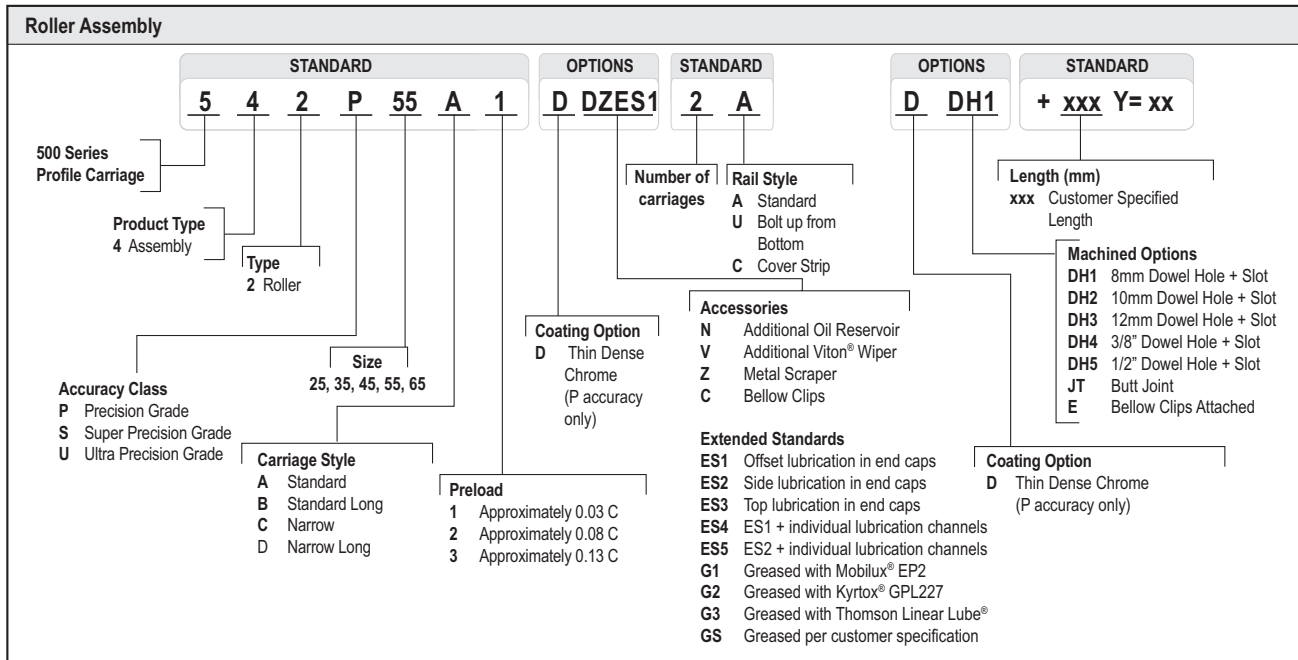 Roller Assembly
STANDARD OPTIONS STANDARD OPTIONS STANDARD
5 4 2 P 55 A 1 D DZES1 2 A D DH1 + xxx Y= xx
500 Series
Profile Carriage
Product Type
4 Assembly
Type
2 Roller
Accuracy Class
P Precision Grade
S Super Precision Grade
U Ultra Precision Grade
Size
25, 35, 45, 55, 65
Carriage Style
A Standard
B Standard Long
C Narrow
D Narrow Long
Preload
1 Approximately 0.03 C
2 Approximately 0.08 C
3 Approximately 0.13 C
Coating Option
D Thin Dense
Chrome
(P accuracy
only)
Number of
carriages
Rail Style
A Standard
U Bolt up from
Bottom
C Cover Strip
Accessories
N Additional Oil Reservoir
V Additional Viton® Wiper
Z Metal Scraper
C Bellow Clips
Extended Standards
ES1 Offset lubrication in end caps
ES2 Side lubrication in end caps
ES3 Top lubrication in end caps
ES4 ES1 + individual lubrication channels
ES5 ES2 + individual lubrication channels
G1 Greased with Mobilux® EP2
G2 Greased with Kyrtox® GPL227
G3 Greased with Thomson Linear Lube®
GS Greased per customer specification
Length (mm)
xxx Customer Specified
Length
Machined Options
DH1 8mm Dowel Hole + Slot
DH2 10mm Dowel Hole + Slot
DH3 12mm Dowel Hole + Slot
DH4 3/8” Dowel Hole + Slot
DH5 1/2” Dowel Hole + Slot
JT Butt Joint
E Bellow Clips Attached
Coating Option
D Thin Dense Chrome
(P accuracy only)